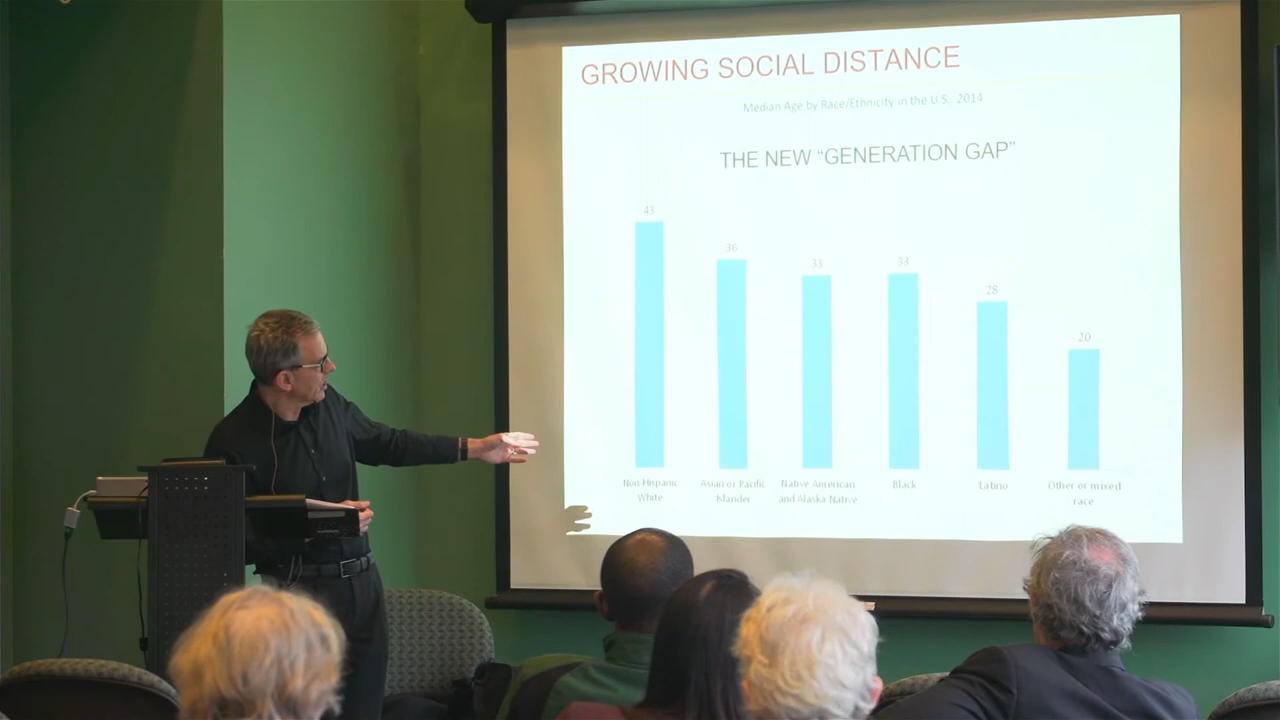 GROWING SOCIAL DISTANCE
Median Age by Race/Ethnicity in the U.S., 2014
THE NEW “GENERATION GAP”
43
36
33
33
28
20
Non-Hispanic
White
Asian or Pacific
Islander
Native American
and Alaska Native
Black
Latino
Other or mixed
race